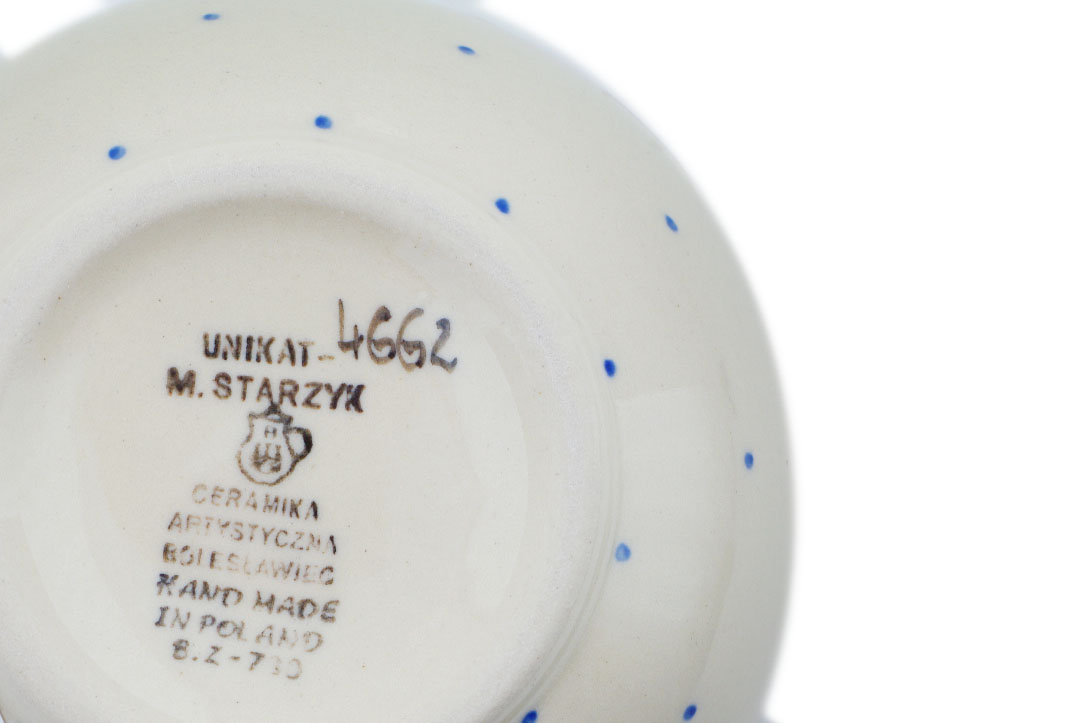 UNIKAT-4662
M. STARZYK
CERAMIKA
ARTYSTYCZNA
BOLESŁAWIEC
HAND MADE
IN POLAND